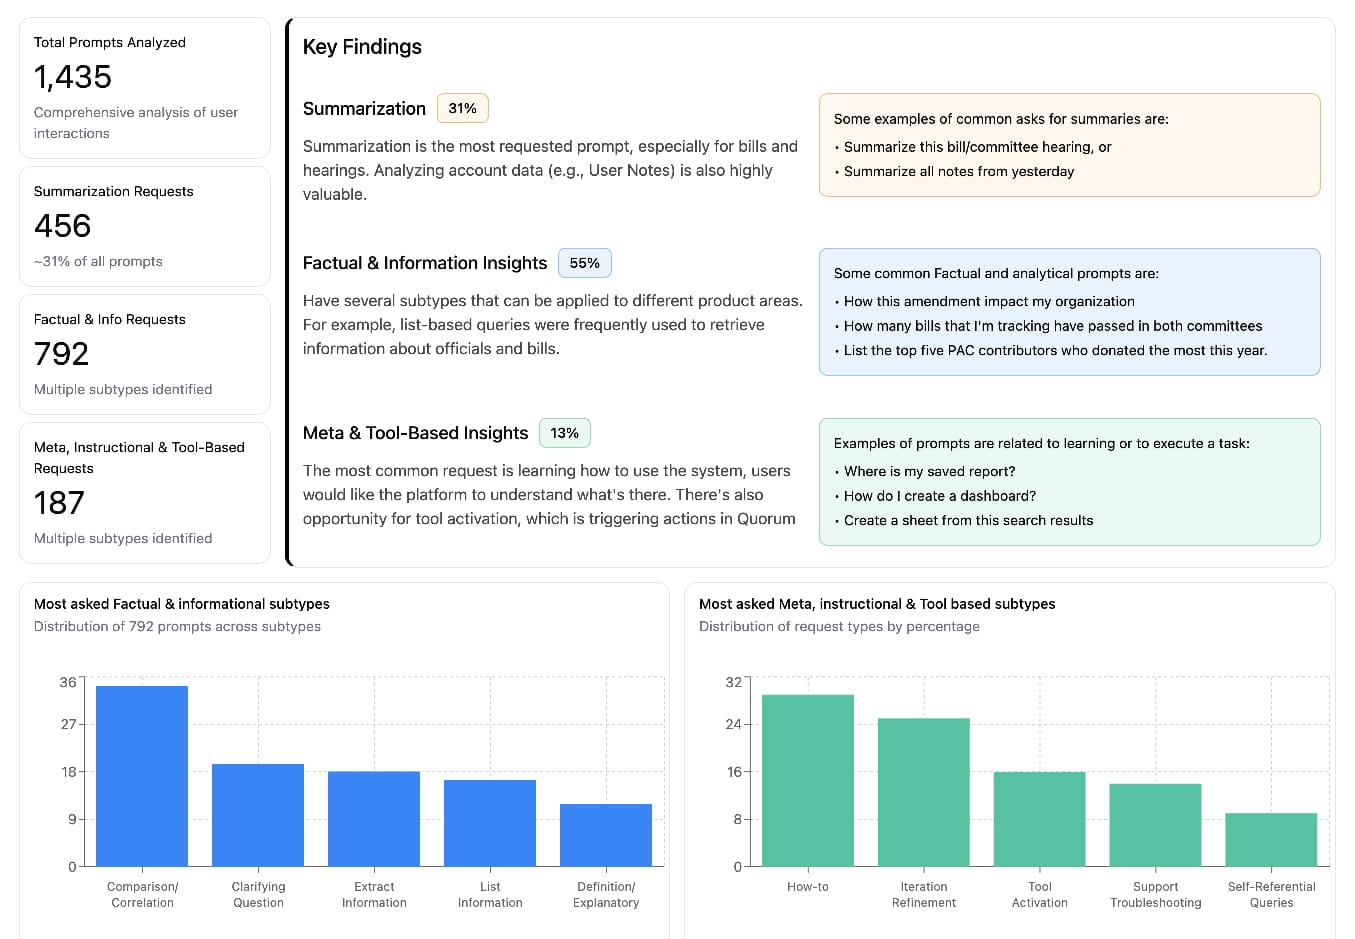 Total Prompts Analyzed
1,435
Comprehensive analysis of user
interactions
Summarization Requests
456
~31% of all prompts
Factual & Info Requests
792
Multiple subtypes identified
Meta, Instructional & Tool-Based
Requests
187
Multiple subtypes identified
Key Findings
Summarization
31%
Summarization is the most requested prompt, especially for bills and
hearings. Analyzing account data (e.g., User Notes) is also highly
valuable.
Some examples of common asks for summaries are:
• Summarize this bill/committee hearing, or
• Summarize all notes from yesterday
Factual & Information Insights
55%
Have several subtypes that can be applied to different product areas.
For example, list-based queries were frequently used to retrieve
information about officials and bills.
Some common Factual and analytical prompts are:
• How this amendment impact my organization
• How many bills that I'm tracking have passed in both committees
• List the top five PAC contributors who donated the most this year.
Meta & Tool-Based Insights
13%
The most common request is learning how to use the system, users
would like the platform to understand what's there. There's also
opportunity for tool activation, which is triggering actions in Quorum
Examples of prompts are related to learning or to execute a task:
• Where is my saved report?
• How do I create a dashboard?
• Create a sheet from this search results
Most asked Factual & informational subtypes
Distribution of 792 prompts across subtypes
36
27
18
9
0
Comparison/
Correlation
Clarifying
Question
Extract
Information
List
Information
Definition/
Explanatory
Most asked Meta, instructional & Tool based subtypes
Distribution of request types by percentage
32
24
16
8
0
How-to
Iteration
Refinement
Tool
Activation
Support
Troubleshooting
Self-Referential
Queries